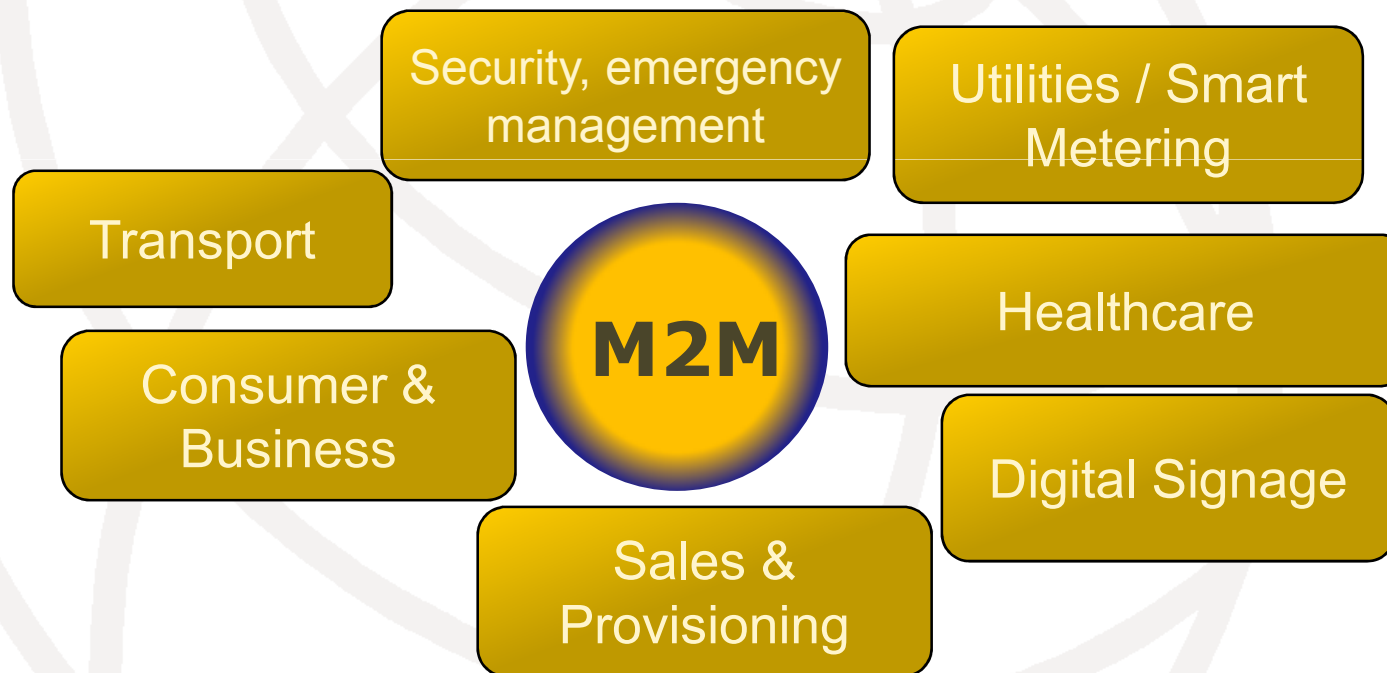 Security, emergency
management
Utilities / Smart
Metering
Transport
M2M
Healthcare
Consumer &
Business
Digital Signage
Sales &
Provisioning